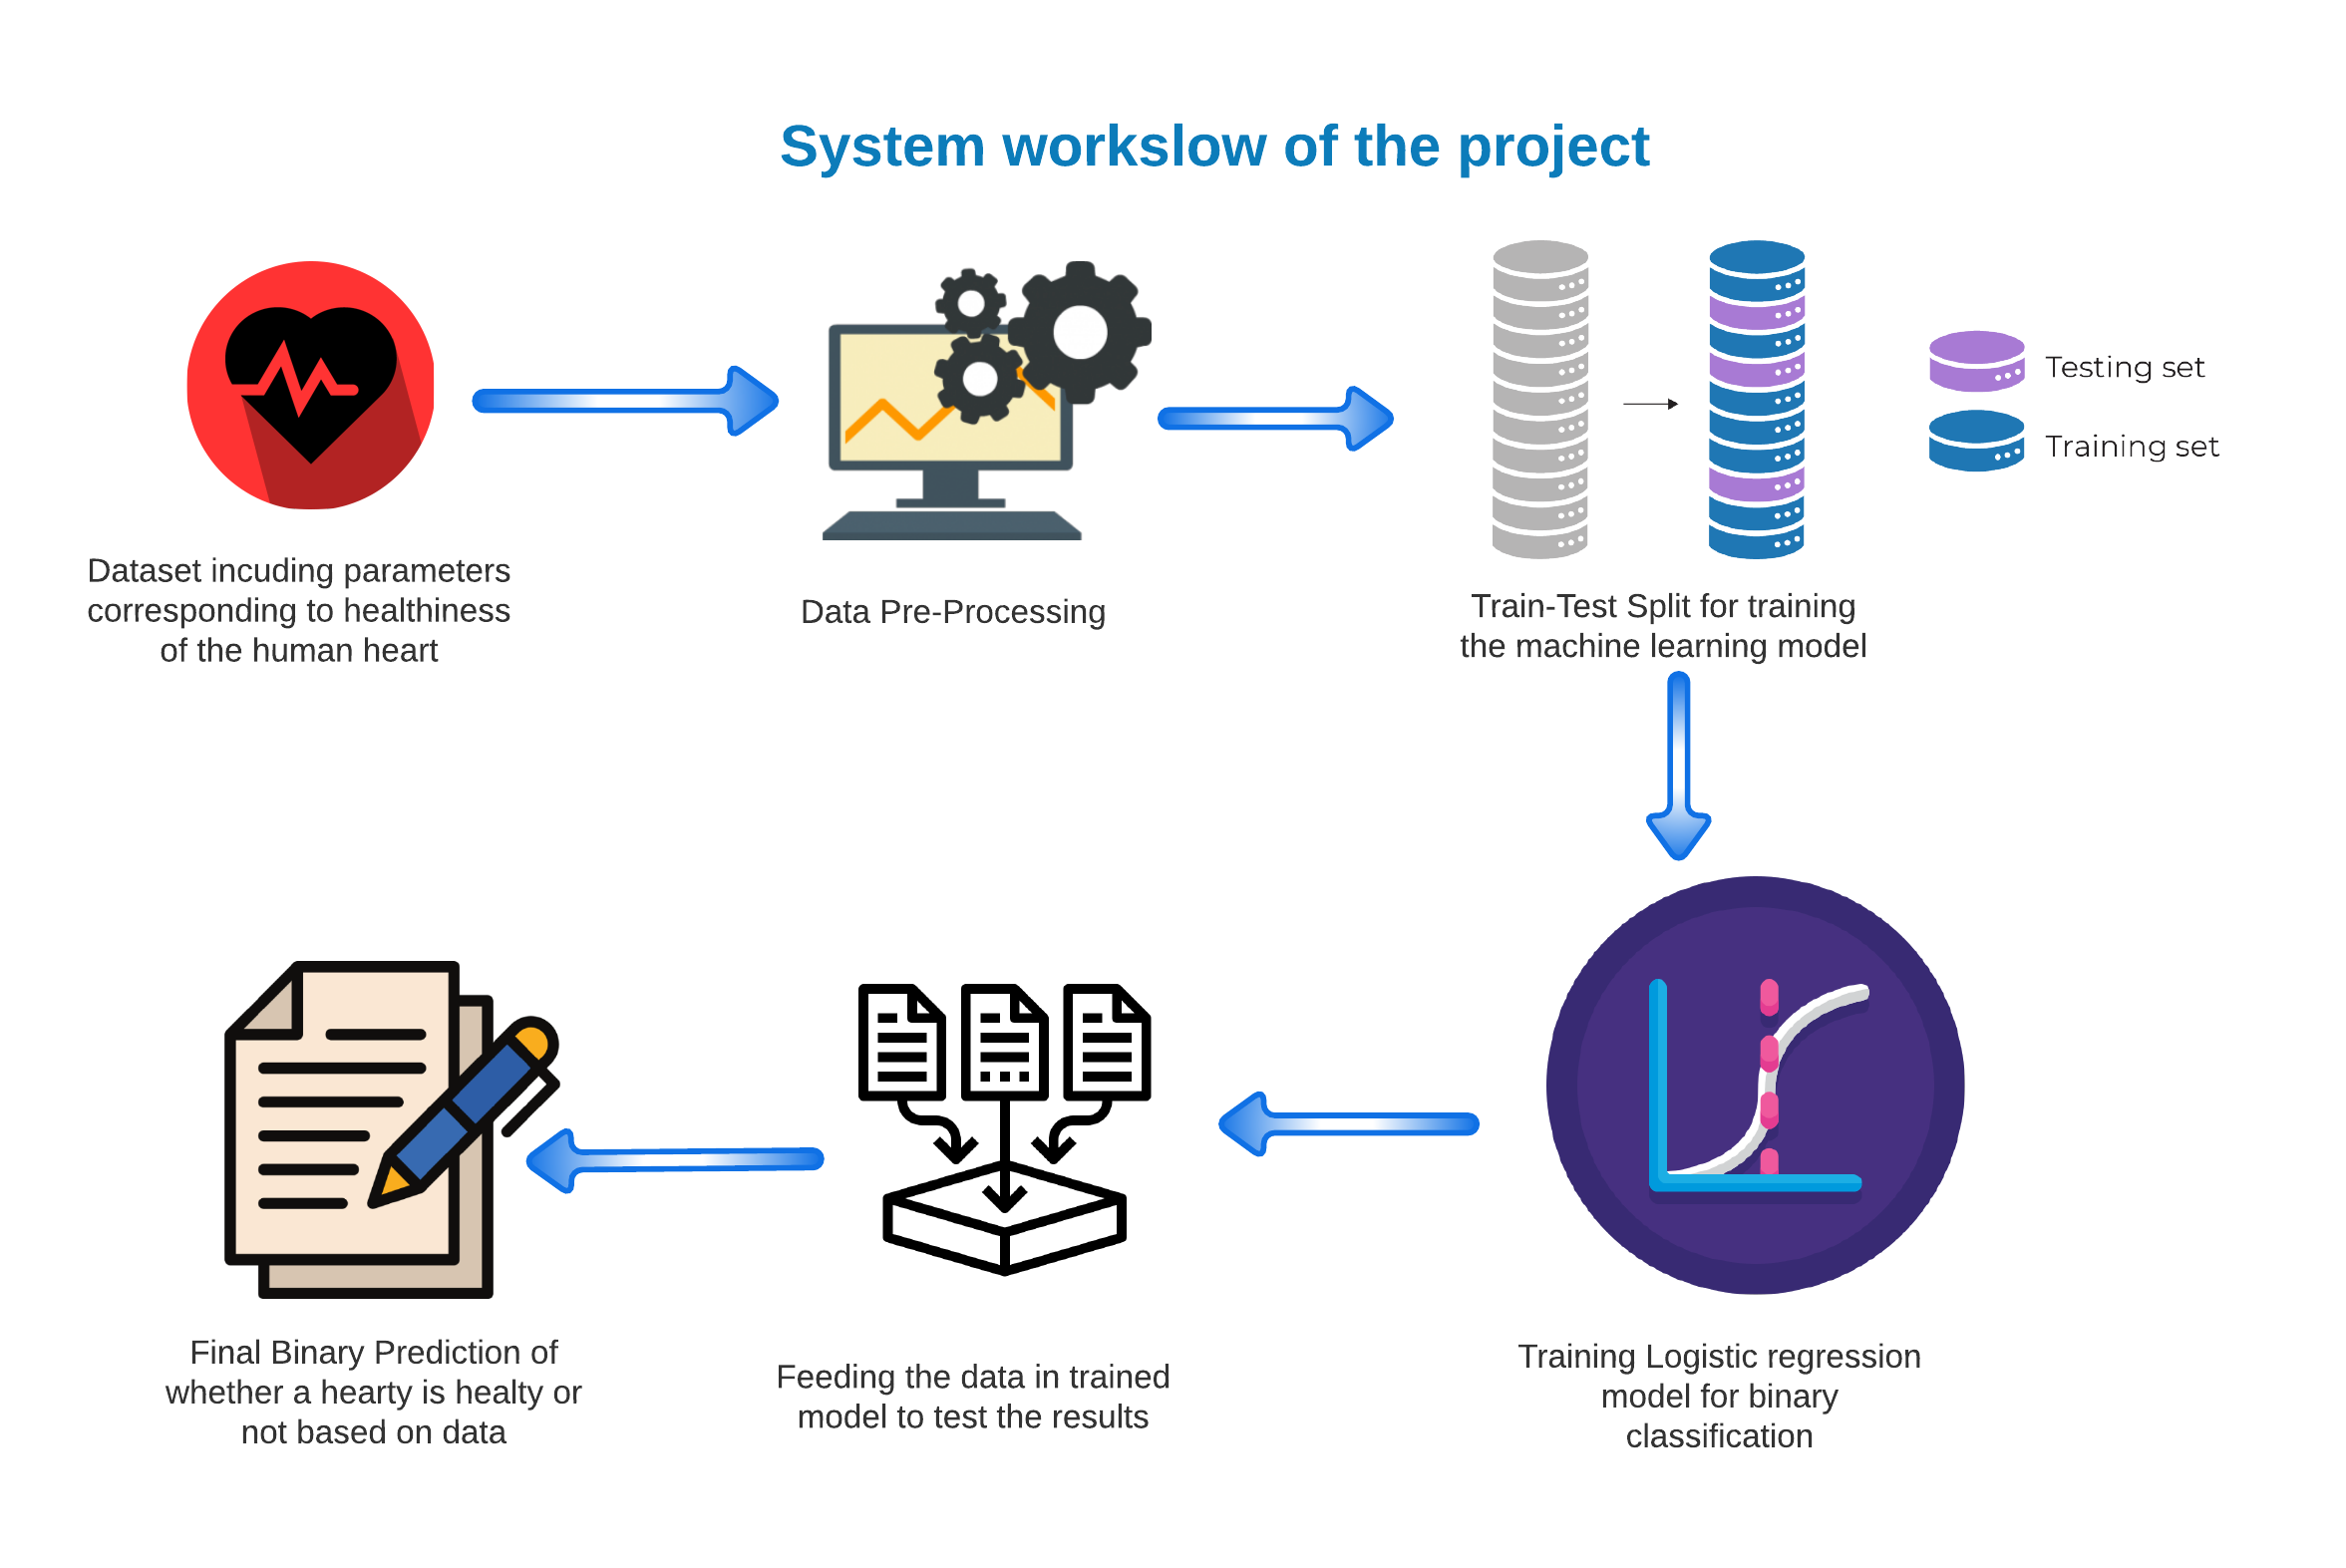 System workslow of the project
Testing set
Training set
Dataset incuding parameters
corresponding to healthiness
of the human heart
Data Pre-Processing
Train-Test Split for training
the machine learning model
Final Binary Prediction of
whether a hearty is healty or
not based on data
Feeding the data in trained
model to test the results
Training Logistic regression
model for binary
classification